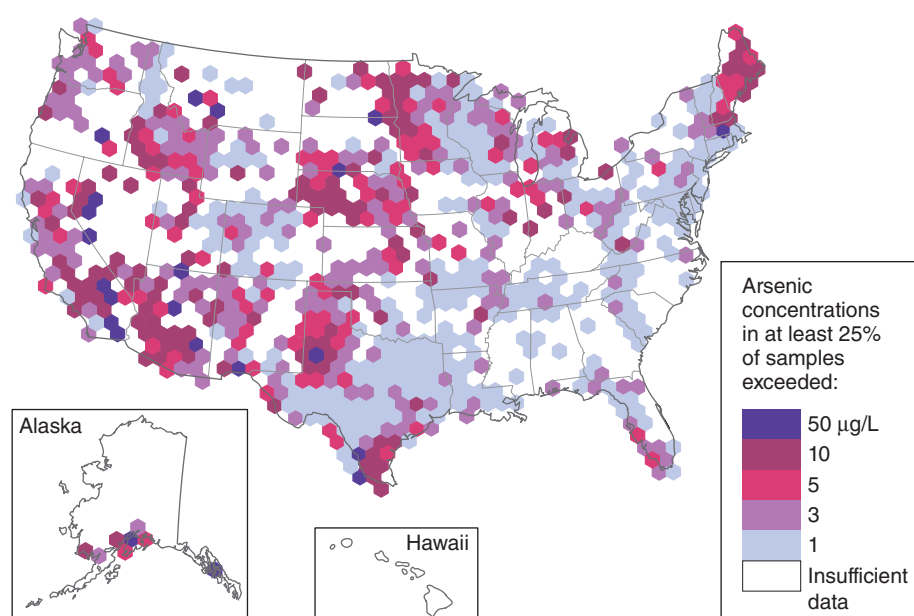 Alaska
Hawaii
Arsenic
concentrations
in at least 25%
of samples
exceeded:
50 µg/L
10
5
3
1
Insufficient
data